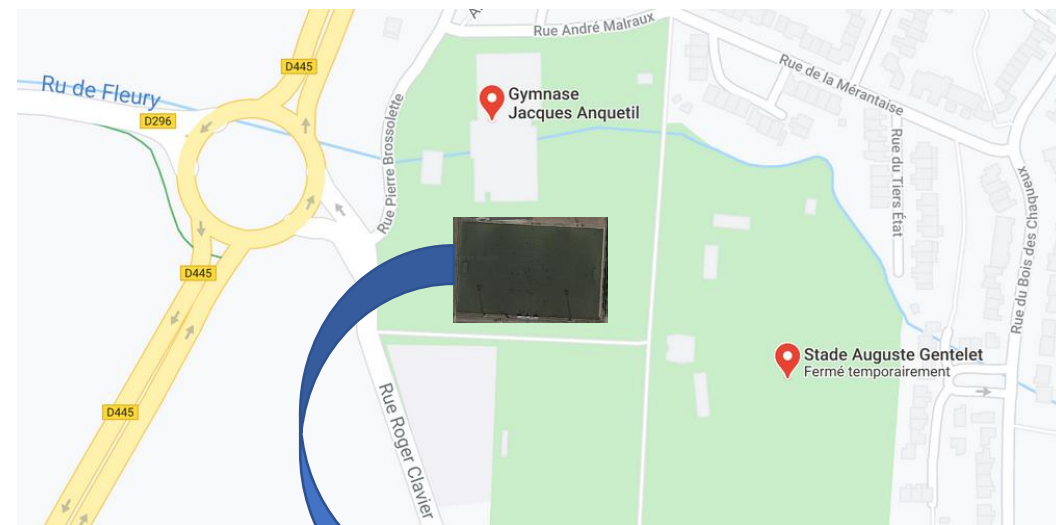 Rue André Malraux
D445
Ru de Fleury
D296
Gymnase
Jacques Anquetil
Rue de la Mérantaise
Rue Pierre Brossolette
Rue du Tiers État
Rue du Bois des Chaqueux
D445
Stade Auguste Gentelet
Fermé temporairement
D445
Rue Roger Clavier